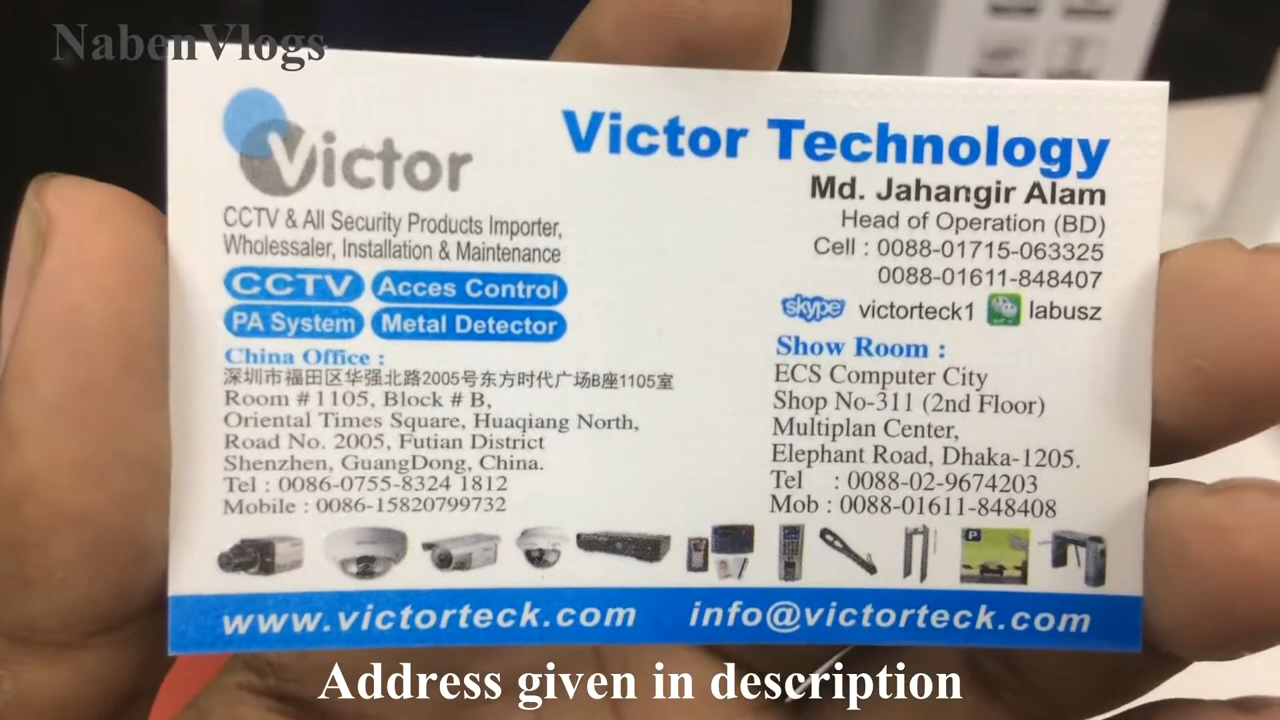 NabenVlogs
Victor
CCTV & All Security Products Importer,
Wholessaler, Installation & Maintenance
CCTV
Acces Control
PA System
Metal Detector
China Office :
深圳市福田区华强北路2005号东方时代广场B座1105室
Room # 1105, Block # B,
Oriental Times Square, Huaqiang North,
Road No. 2005, Futian District
Shenzhen, GuangDong, China.
Tel : 0086-0755-8324 1812
Mobile : 0086-15820799732
Victor Technology
Md. Jahangir Alam
Head of Operation (BD)
Cell : 0088-01715-063325
0088-01611-848407
skype victorteck1 labusz
Show Room :
ECS Computer City
Shop No-311 (2nd Floor)
Multiplan Center,
Elephant Road, Dhaka-1205.
Tel : 0088-02-9674203
Mob : 0088-01611-848408
P
www.victorteck.com info@victorteck.com
Address given in description